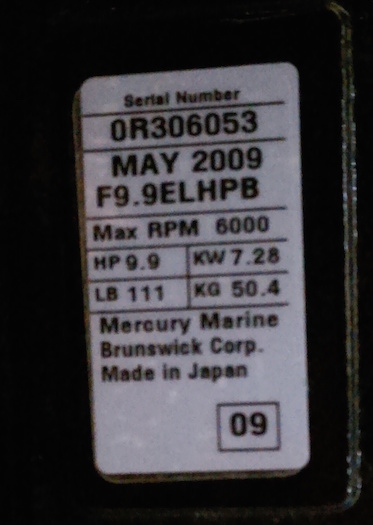 Serial Number
0R306053
MAY 2009
F9.9ELHPB
Max RPM 6000
HP 9.9 KW 7.28
LB 111 KG 50.4
Mercury Marine
Brunswick Corp.
Made in Japan
09